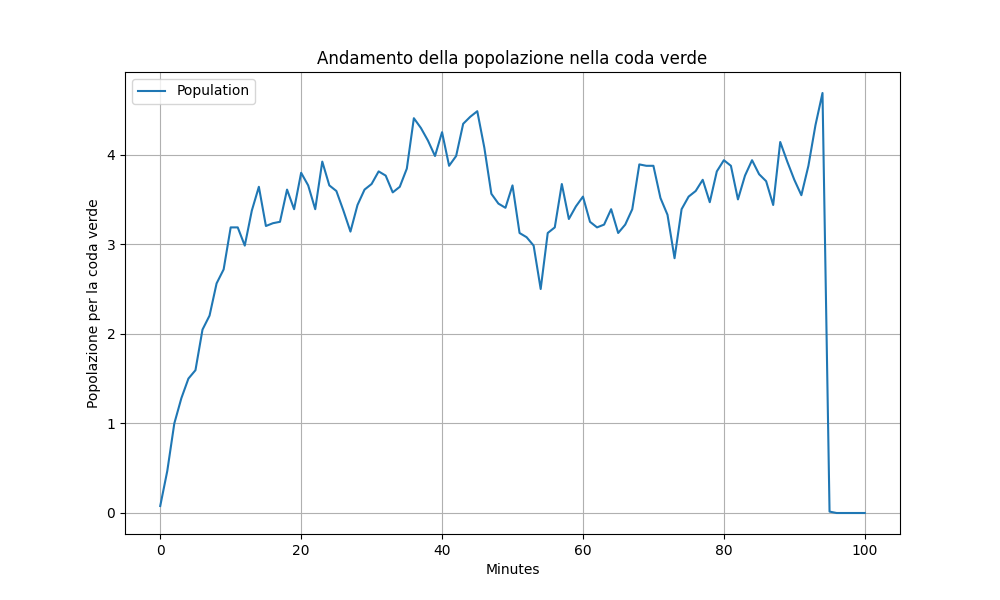 Andamento della popolazione nella coda verde
Population
Popolazione per la coda verde
4
3
2
1
0
0 20 40 60 80 100
Minutes